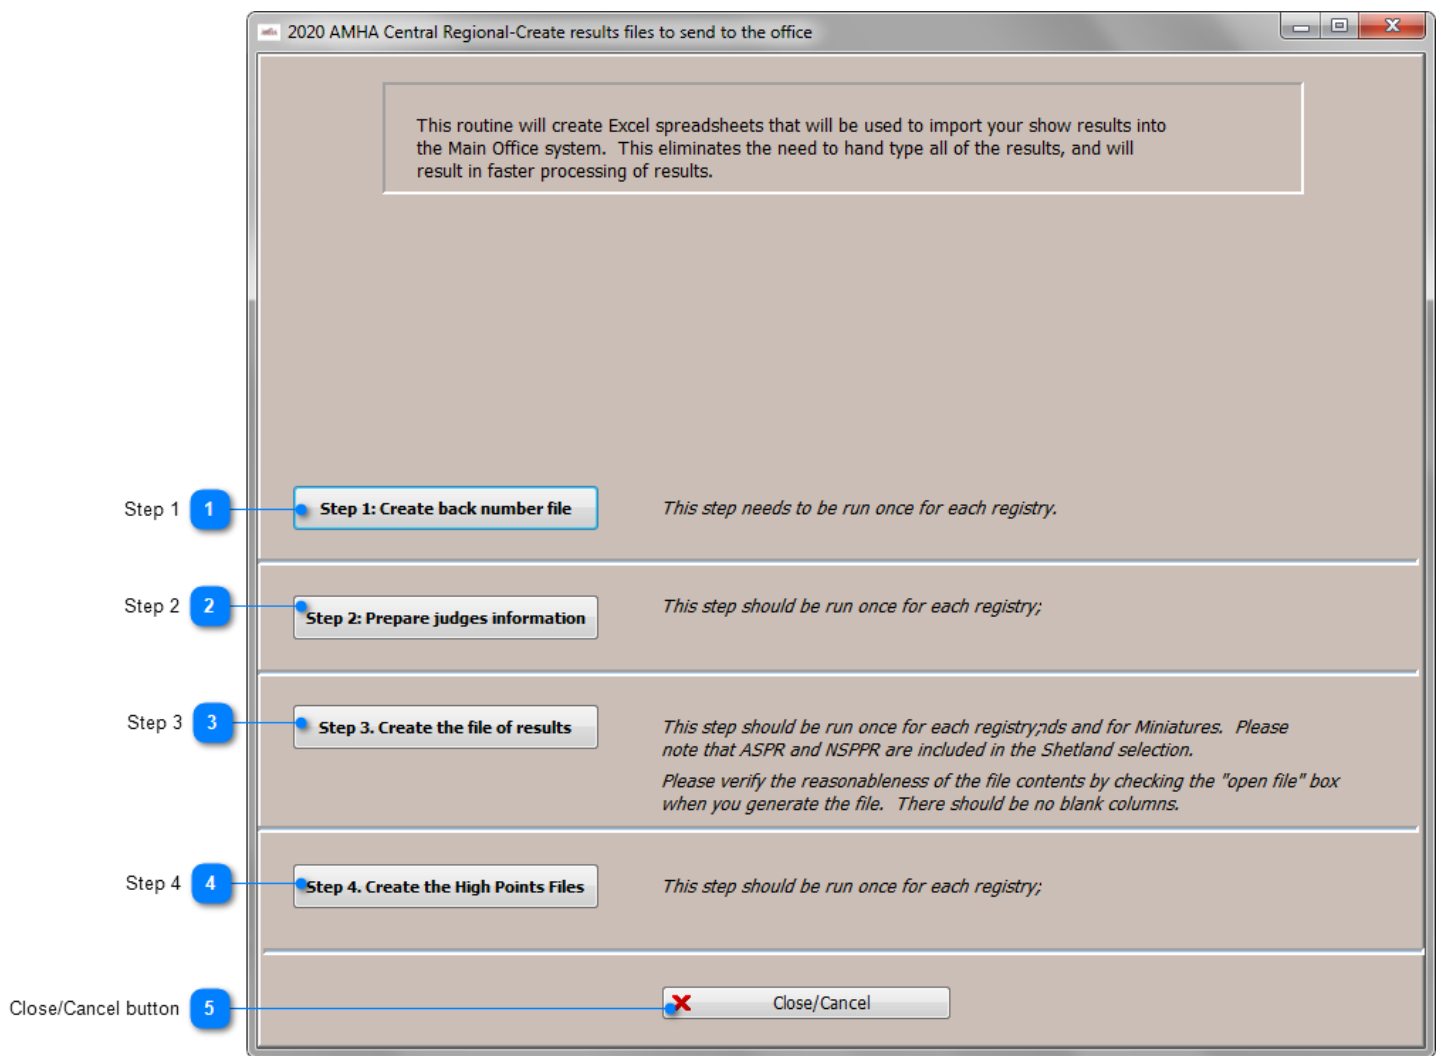 2020 AMHA Central Regional-Create results files to send to the office
This routine will create Excel spreadsheets that will be used to import your show results into
the Main Office system.  This eliminates the need to hand type all of the results, and will
result in faster processing of results.
Step 1 1 Step 1: Create back number file This step needs to be run once for each registry.
Step 2 2 Step 2: Prepare judges information This step should be run once for each registry;
Step 3 3 Step 3. Create the file of results This step should be run once for each registry;nds and for Miniatures.  Please
note that ASPR and NSPPR are included in the Shetland selection.
Please verify the reasonableness of the file contents by checking the "open file" box
when you generate the file.  There should be no blank columns.
Step 4 4 Step 4. Create the High Points Files This step should be run once for each registry;
Close/Cancel button 5 Close/Cancel